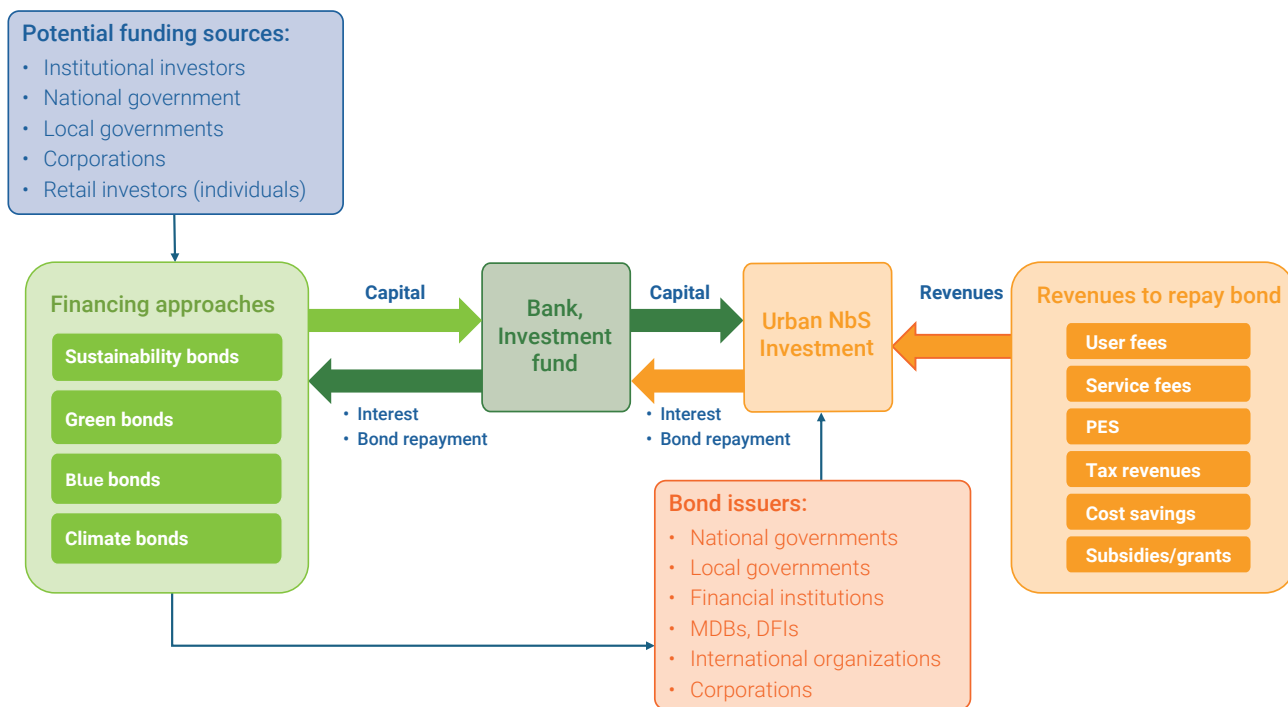 Potential funding sources:
• Institutional investors
• National government
• Local governments
• Corporations
• Retail investors (individuals)
Financing approaches
Sustainability bonds
Green bonds
Blue bonds
Climate bonds
Capital
• Interest
• Bond repayment
Bank,
Investment
fund
Capital
• Interest
• Bond repayment
Urban NbS
Investment
Revenues
Revenues to repay bond
User fees
Service fees
PES
Tax revenues
Cost savings
Subsidies/grants
Bond issuers:
• National governments
• Local governments
• Financial institutions
• MDBs, DFIs
• International organizations
• Corporations